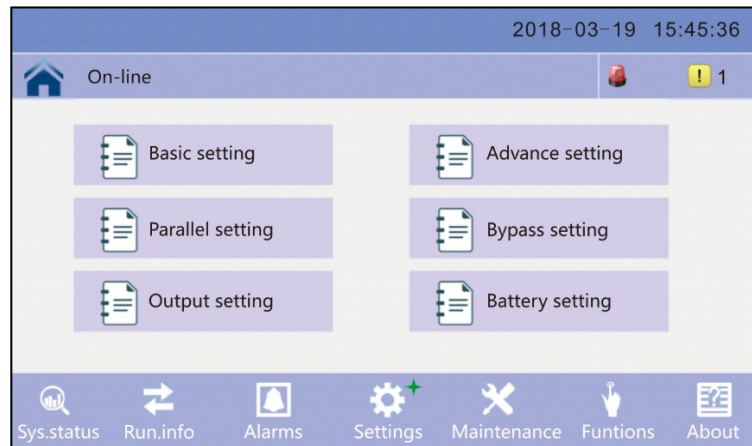 2018-03-19 15:45:36
On-line ! 1
Basic setting
Advance setting
Parallel setting
Bypass setting
Output setting
Battery setting
Sys.status Run.info Alarms Settings Maintenance Funtions About